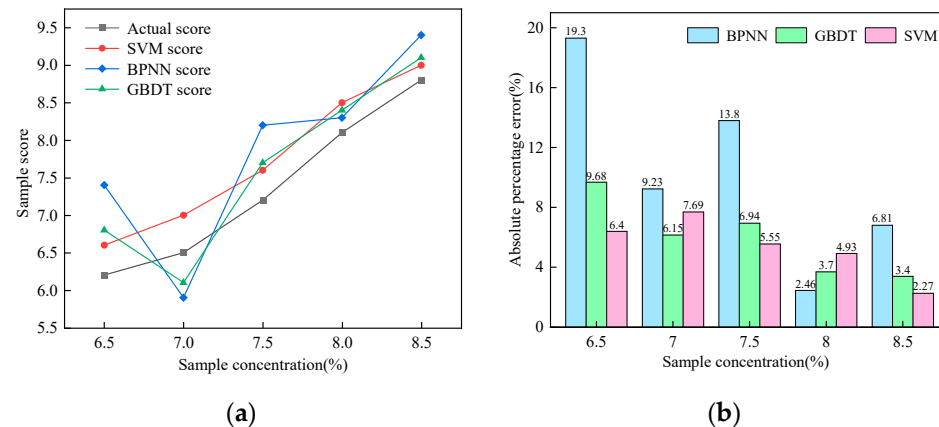 Actual score
SVM score
BPNN score
GBDT score
9.5
9.0
8.5
8.0
7.5
7.0
6.5
6.0
5.5
Sample score
6.5 7.0 7.5 8.0 8.5
Sample concentration(%)
(a)
BPNN GBDT SVM
20
16
12
8
4
0
Absolute percentage error(%)
19.3
9.68
6.4
9.23
6.15
7.69
13.8
6.94
5.55
2.46
3.7
4.93
6.81
3.4
2.27
6.5 7 7.5 8 8.5
Sample concentration(%)
(b)